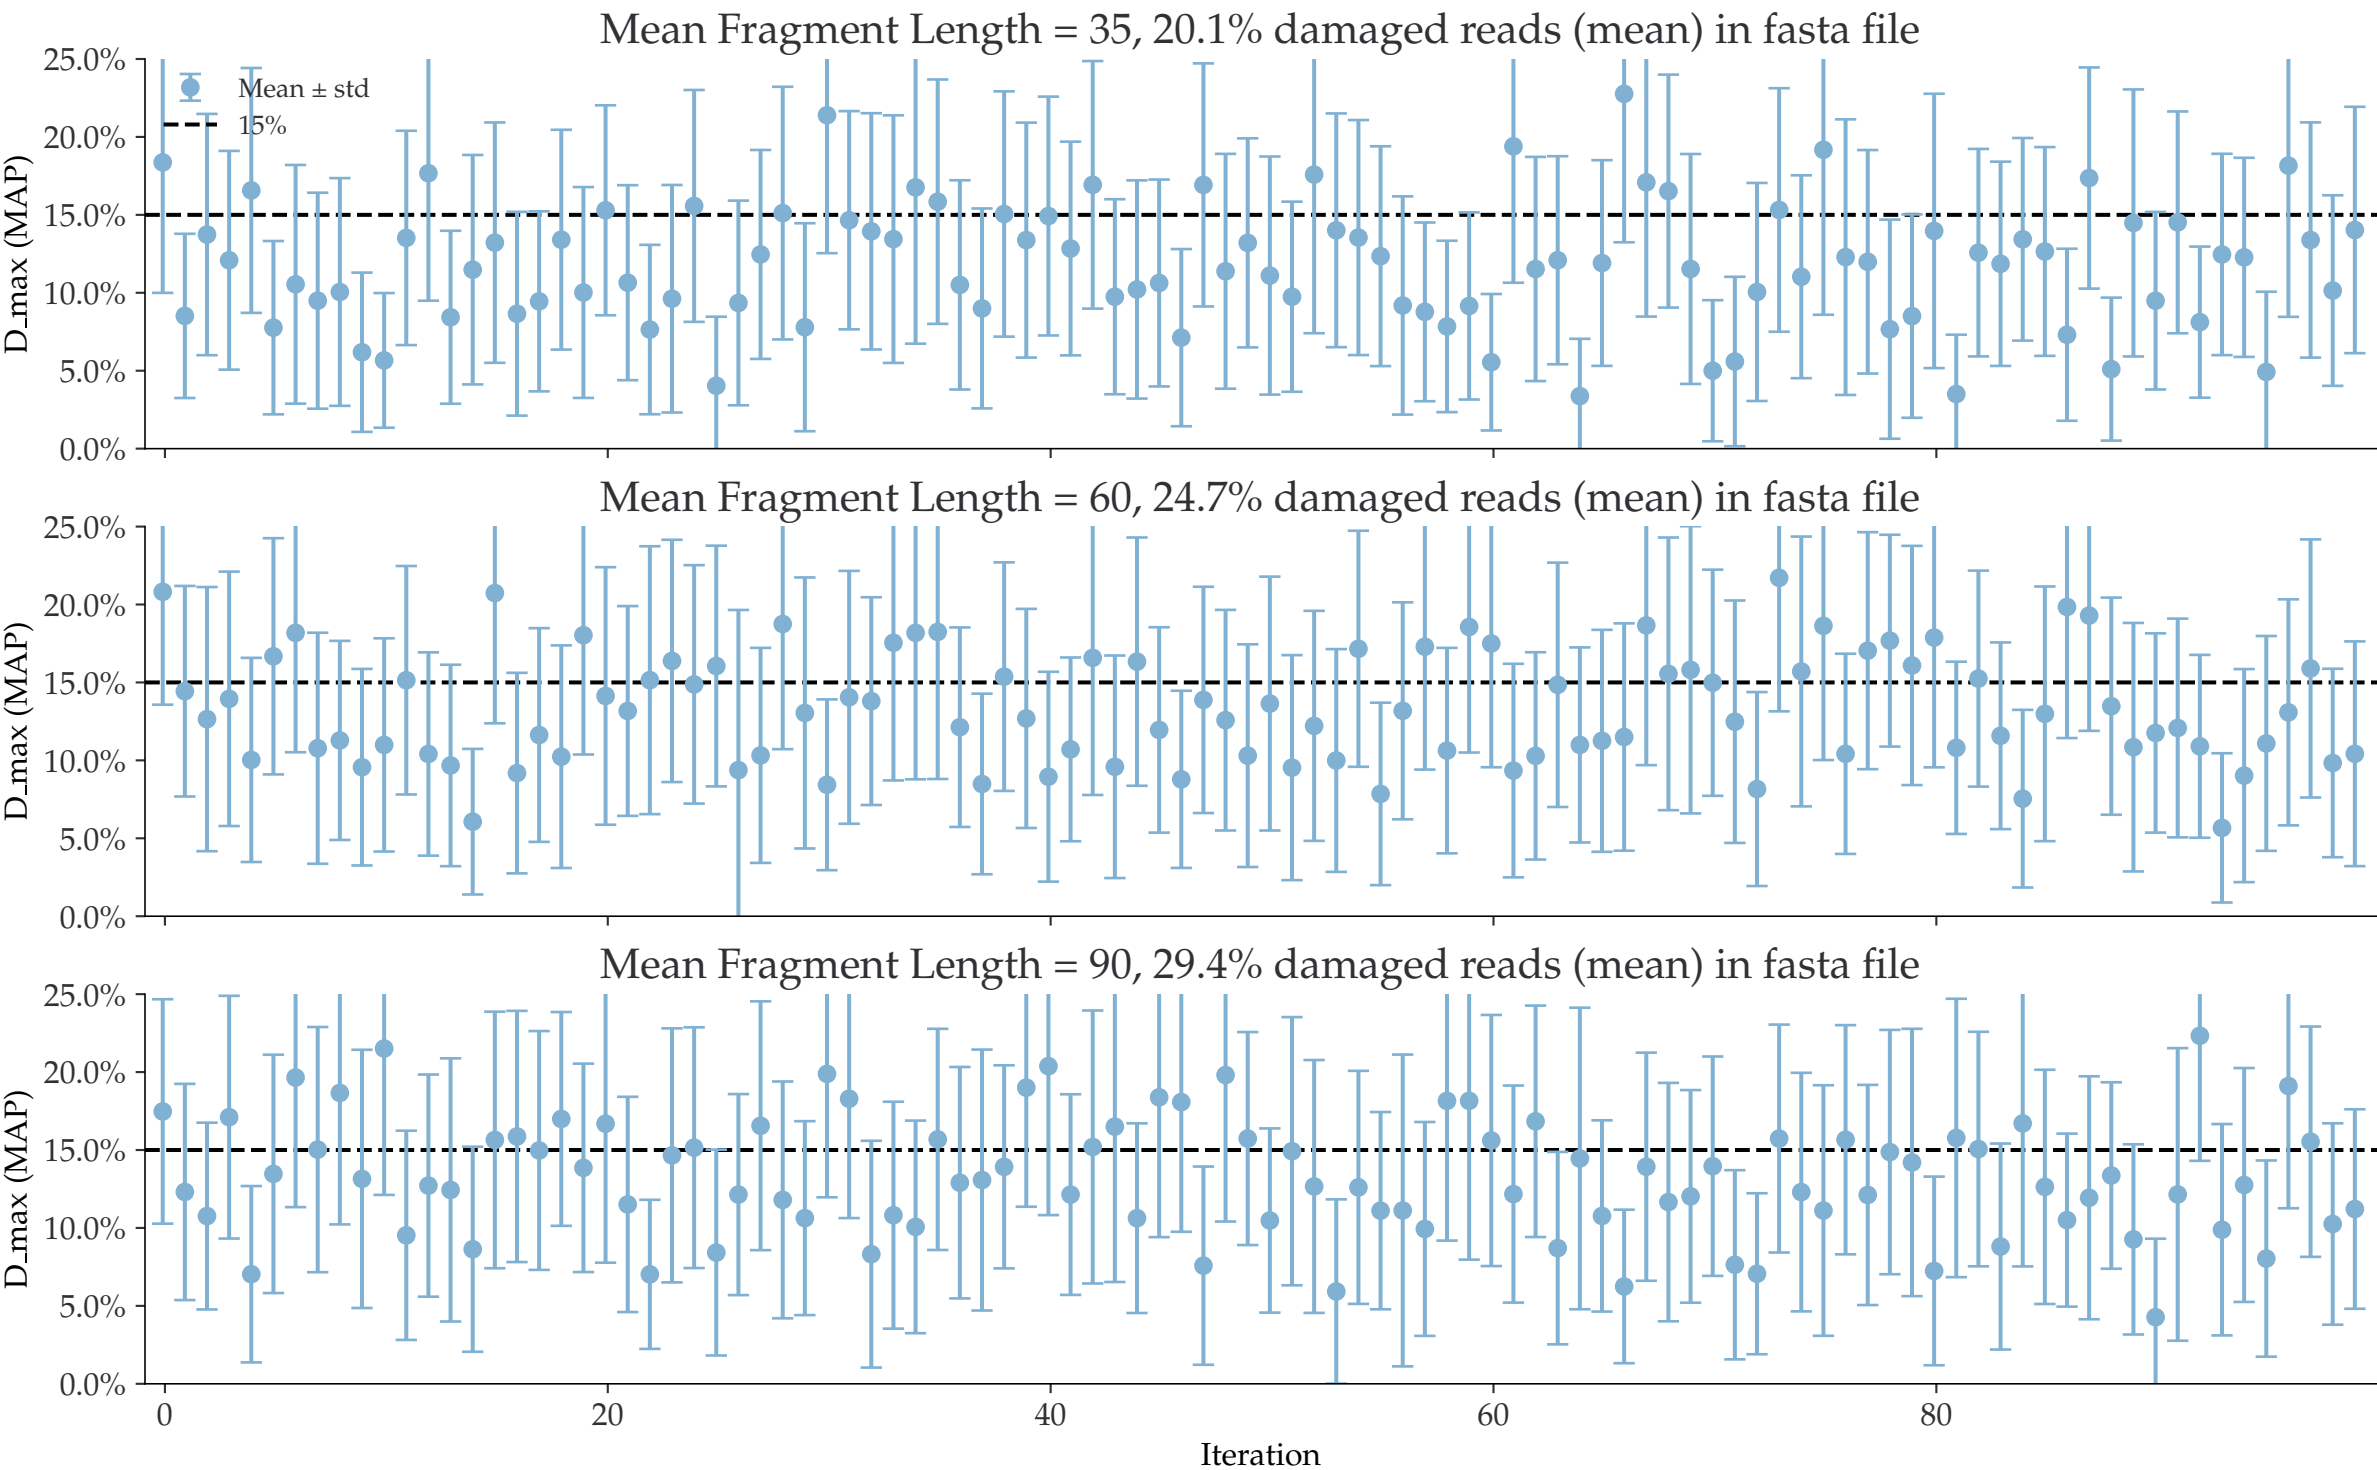 Mean Fragment Length = 35, 20.1% damaged reads (mean) in fasta file
25.0%
20.0%
15.0%
10.0%
5.0%
0.0%
D_max (MAP)
Mean ± std
15%
Mean Fragment Length = 60, 24.7% damaged reads (mean) in fasta file
25.0%
20.0%
15.0%
10.0%
5.0%
0.0%
D_max (MAP)
Mean Fragment Length = 90, 29.4% damaged reads (mean) in fasta file
25.0%
20.0%
15.0%
10.0%
5.0%
0.0%
D_max (MAP)
0 20 40 60 80
Iteration